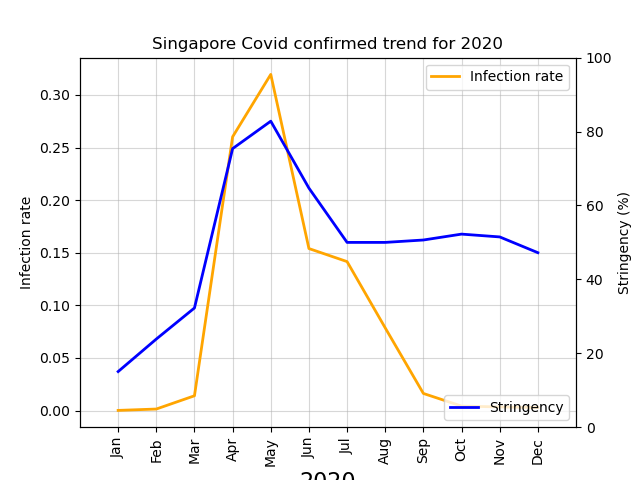 Singapore Covid confirmed trend for 2020
Infection rate
Stringency
Infection rate
0.30
0.25
0.20
0.15
0.10
0.05
0.00
Stringency (%)
100
80
60
40
20
0
Jan Feb Mar Apr May Jun Jul Aug Sep Oct Nov Dec
2020